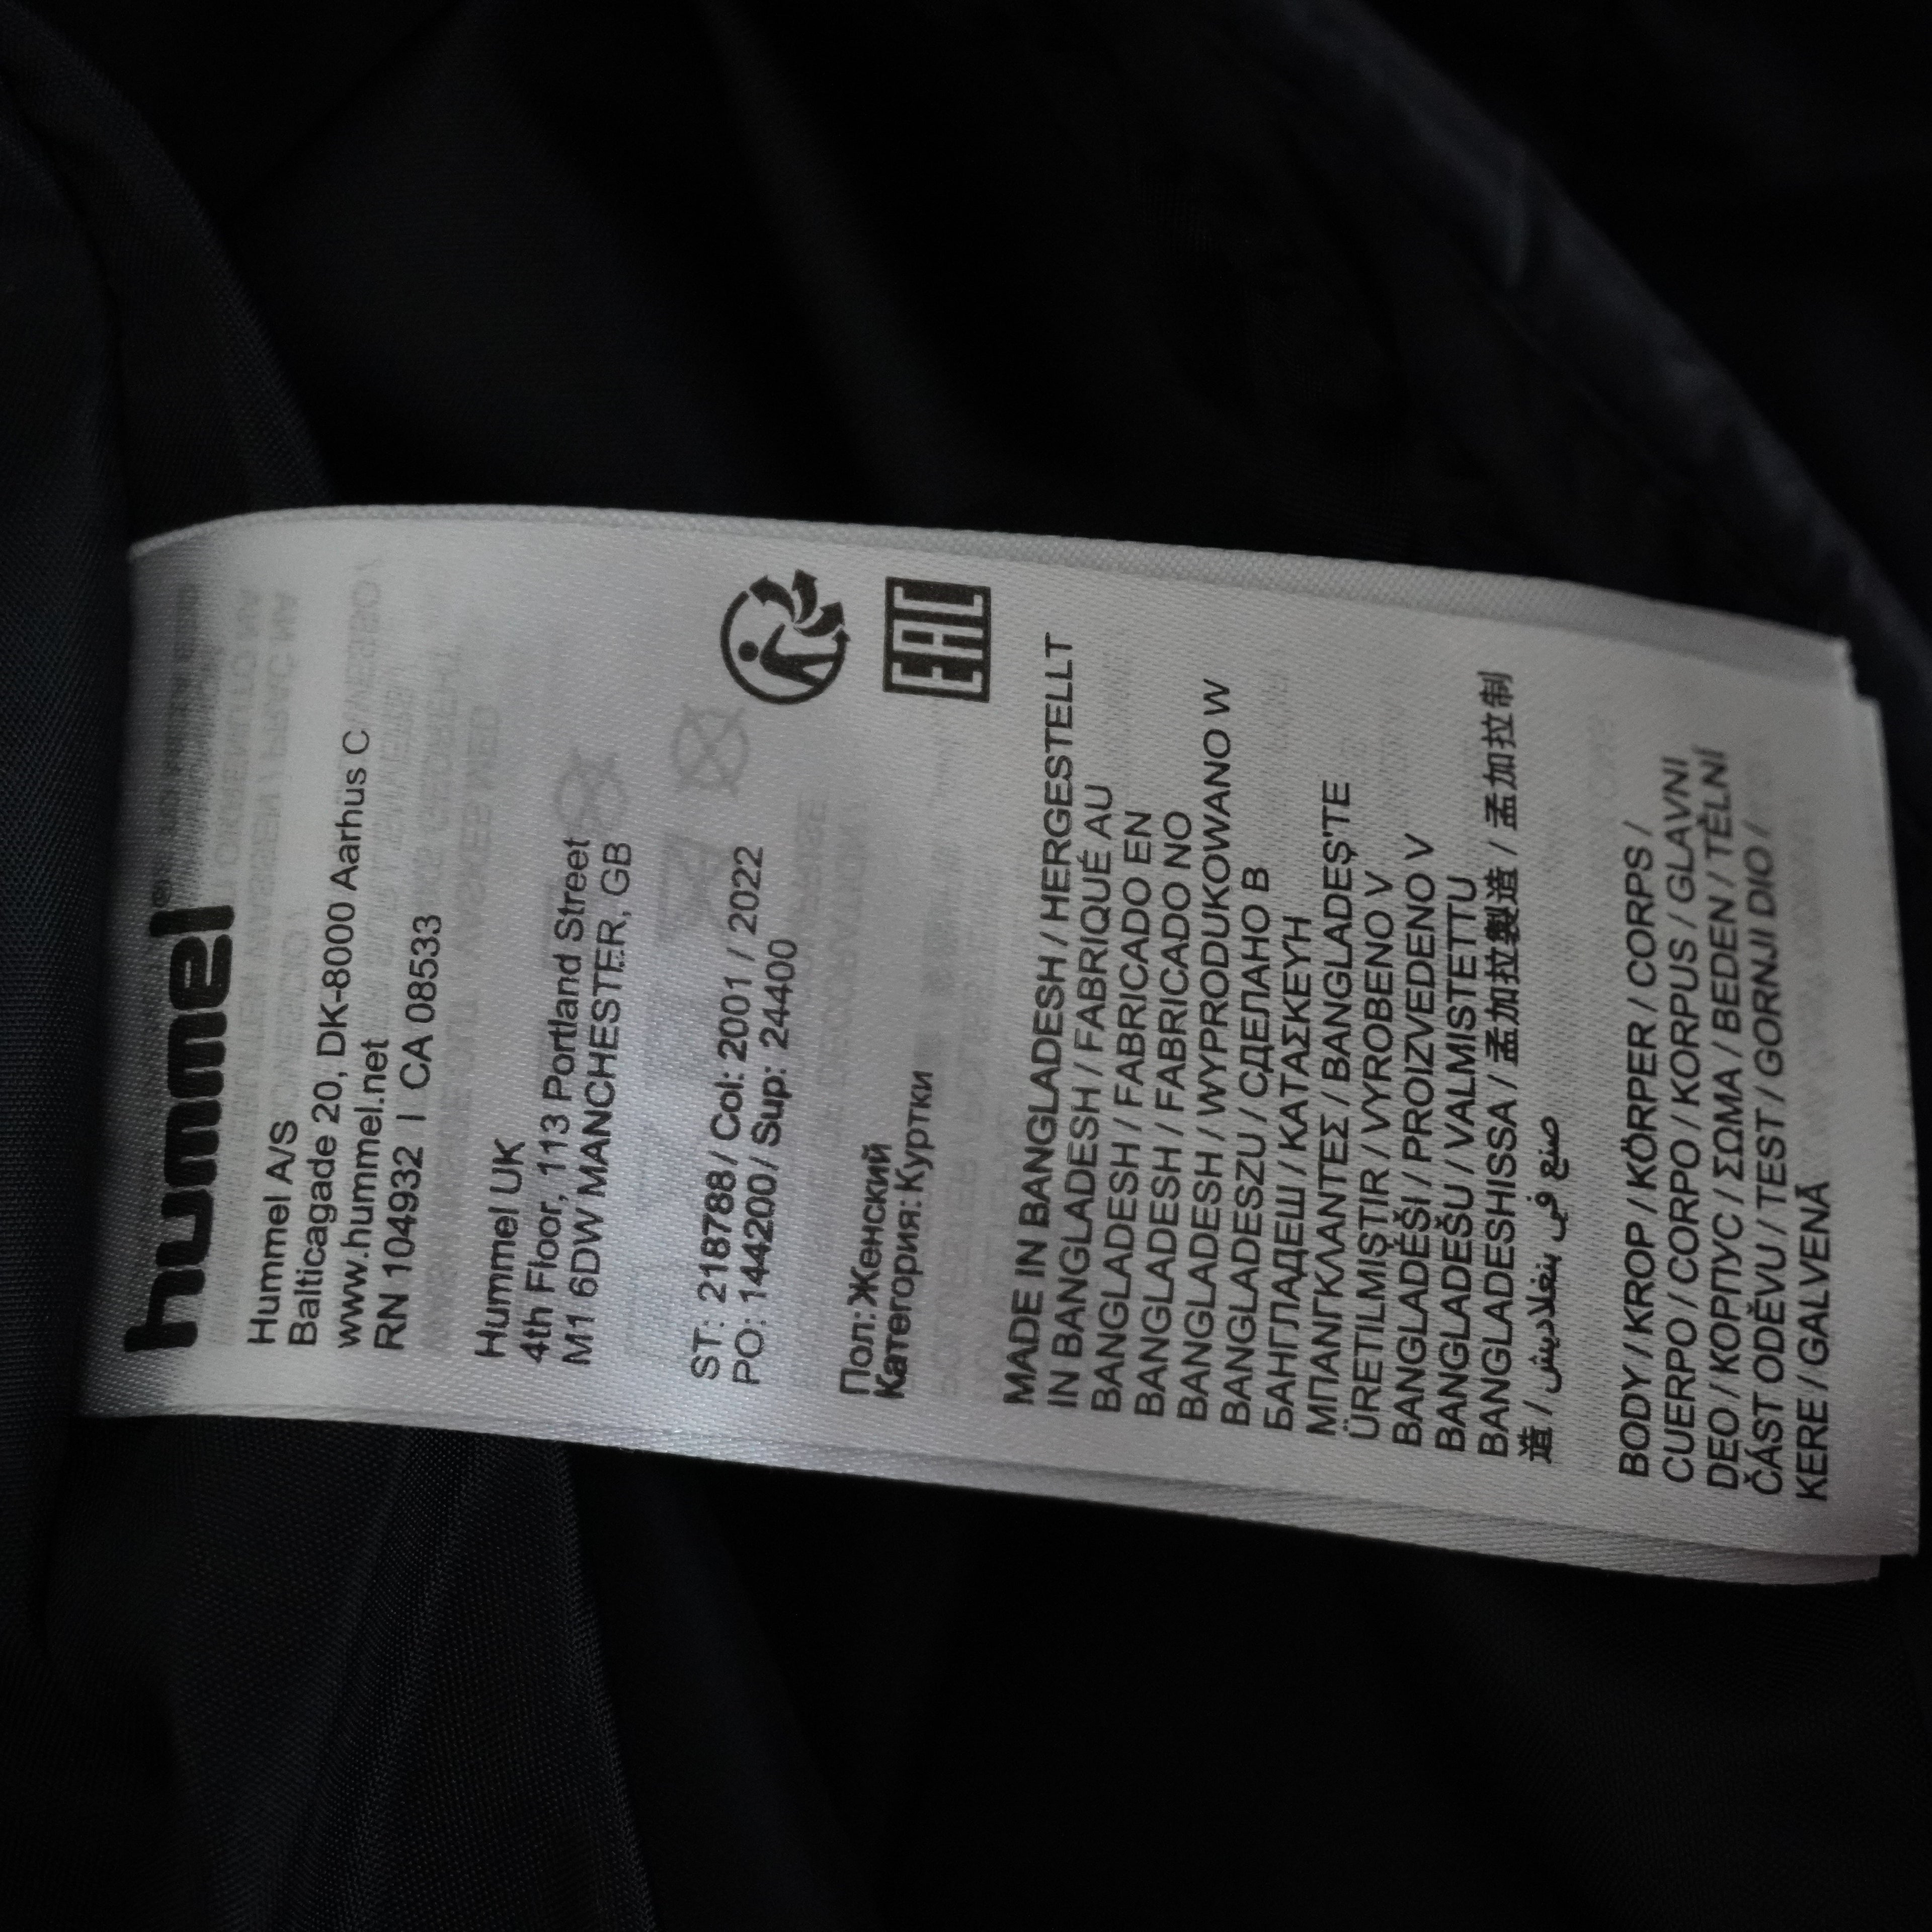 hummel®
Hummel A/S
Balticagade 20, DK-8000 Aarhus C
www.hummel.net
RN 104932 | CA 08533
Hummel UK
4th Floor, 113 Portland Street
M1 6DW MANCHESTER, GB
ST: 218788/ Col: 2001 / 2022
PO: 144200/ Sup: 24400
Пол:Женский
Категория:Куртки
EAC
MADE IN BANGLADESH / HERGESTELLT
IN BANGLADESH / FABRIQUÉ AU
BANGLADESH / FABRICADO EN
BANGLADESH / FABRICADO NO
BANGLADESH / WYPRODUKOWANO W
BANGLADESZU / СДЕЛАНО В
БАНГЛАДЕШ / ΚΑΤΑΣΚΕΥΗ
ΜΠΑΝΓΚΛΑΝΤΕΣ / BANGLADEŞ'TE
ÜRETILMIŞTIR / VYROBENO V
BANGLADĚŠI / PROIZVEDENO V
BANGLADEŠU / VALMISTETTU
BANGLADESHISSA / 孟加拉製造 / 孟加拉制
造 / صنع في بنغلاديش
BODY / KROP / KÖRPER / CORPS /
CUERPO / CORPO / KORPUS / GLAVNI
DEO / КОРПУС / ΣΩΜΑ / BEDEN / TĚLNÍ
ČÁST ODĚVU / TEST / GORNJI DIO /
KERE / GALVENĀ